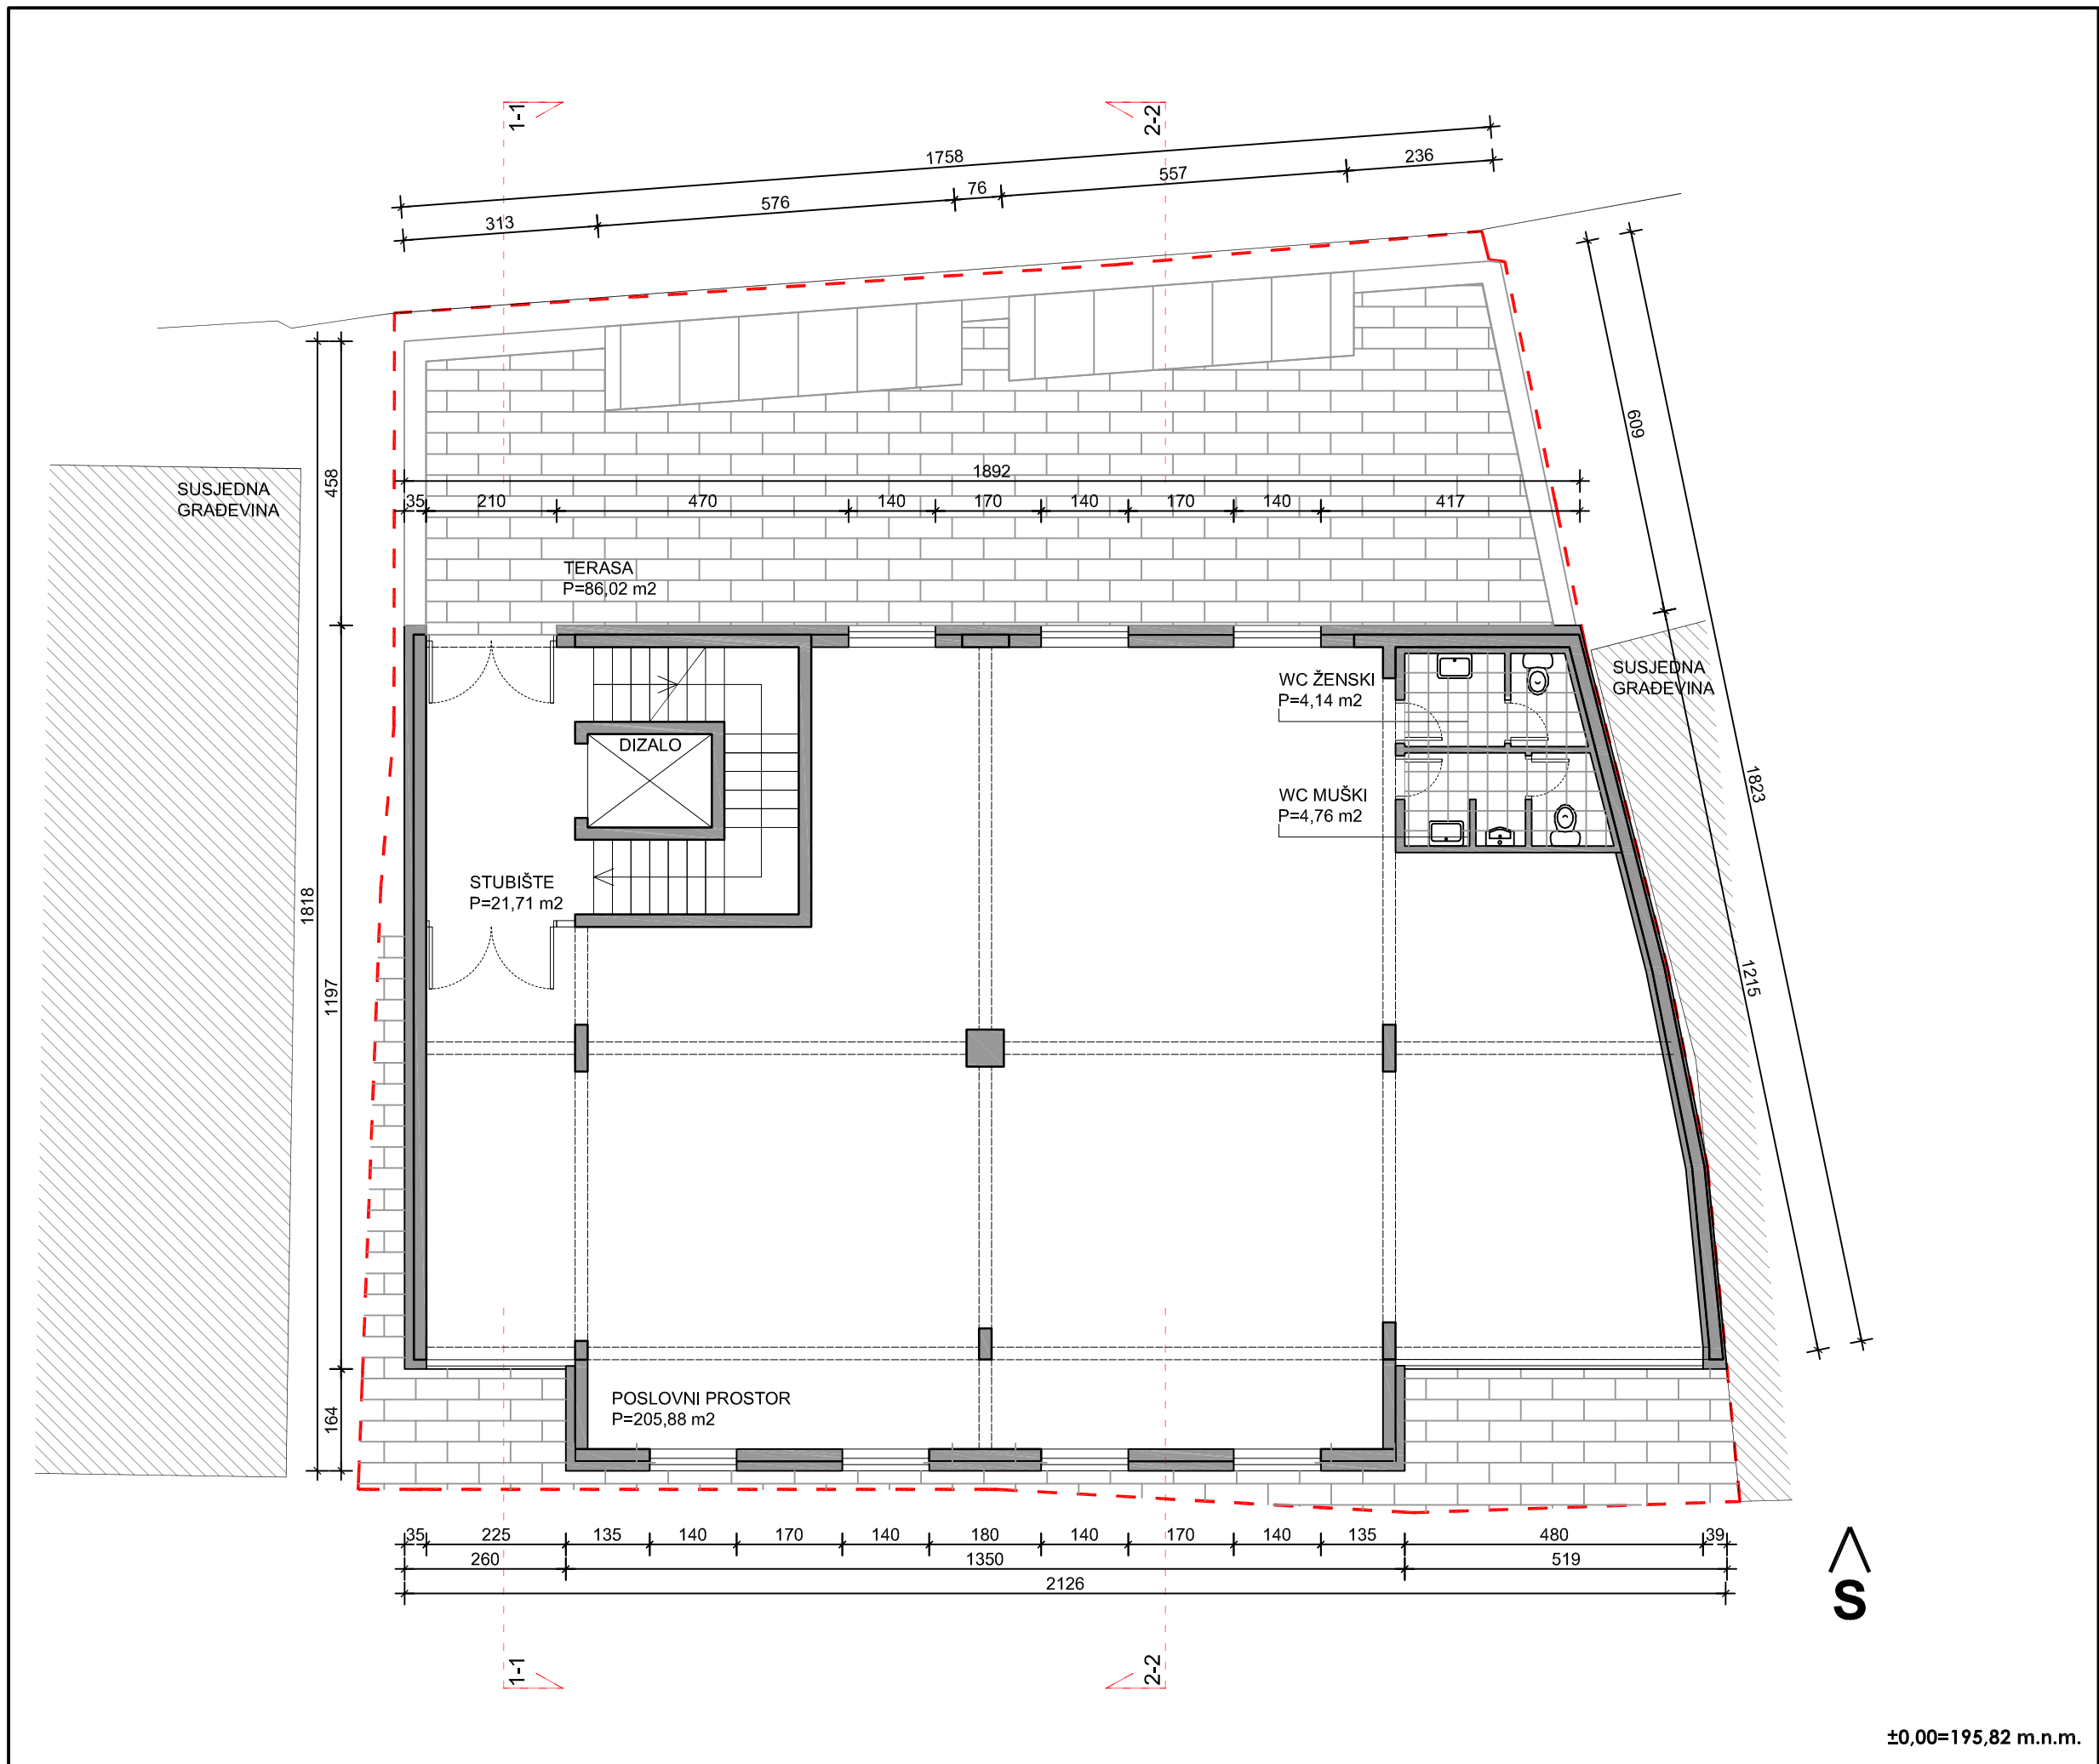 1-1
2-2
1758
236
557
76
576
313
609
1823
1215
458
1818
1197
164
SUSJEDNA
GRAĐEVINA
1892
35
210
470
140
170
140
170
140
417
TERASA
P=86,02 m2
SUSJEDNA
GRAĐEVINA
WC ŽENSKI
P=4,14 m2
DIZALO
WC MUŠKI
P=4,76 m2
STUBIŠTE
P=21,71 m2
POSLOVNI PROSTOR
P=205,88 m2
35
225
135
140
170
140
180
140
170
140
135
480
39
260
1350
519
2126
S
1-1
2-2
±0,00=195,82 m.n.m.